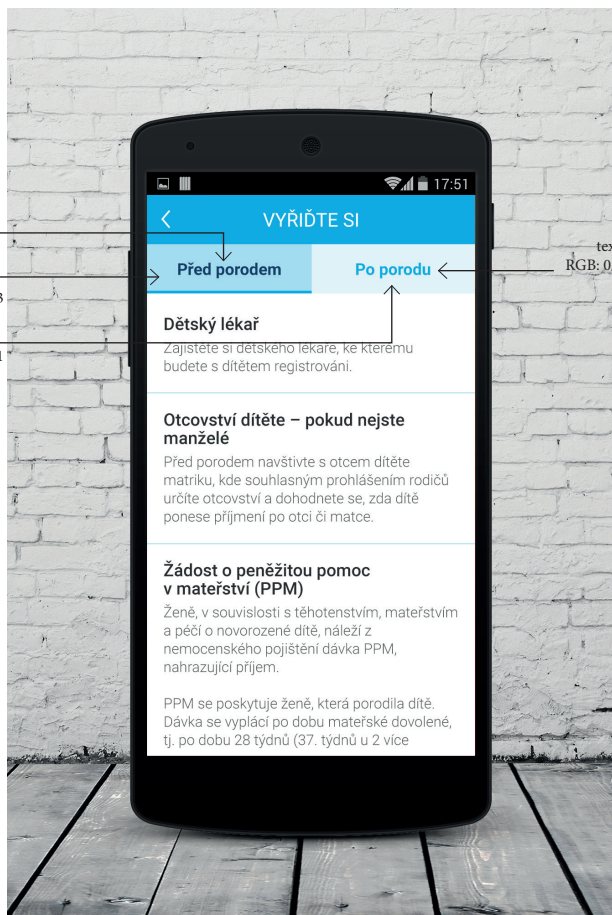 17:51
VYŘIĎTE SI
Před porodem
Po porodu
RGB: 0,
Dětský lékař
Zajistěte si dětského lékaře, ke kterému
budete s dítětem registrováni.
Otcovství dítěte – pokud nejste
manželé
Před porodem navštivte s otcem dítěte
matriku, kde souhlasným prohlášením rodičů
určíte otcovství a dohodnete se, zda dítě
ponese příjmení po otci či matce.
Žádost o peněžitou pomoc
v mateřství (PPM)
Ženě, v souvislosti s těhotenstvím, mateřstvím
a péčí o novorozené dítě, náleží z
nemocenského pojištění dávka PPM,
nahrazující příjem.
PPM se poskytuje ženě, která porodila dítě.
Dávka se vyplácí po dobu mateřské dovolené,
tj. po dobu 28 týdnů (37. týdnů u 2 více